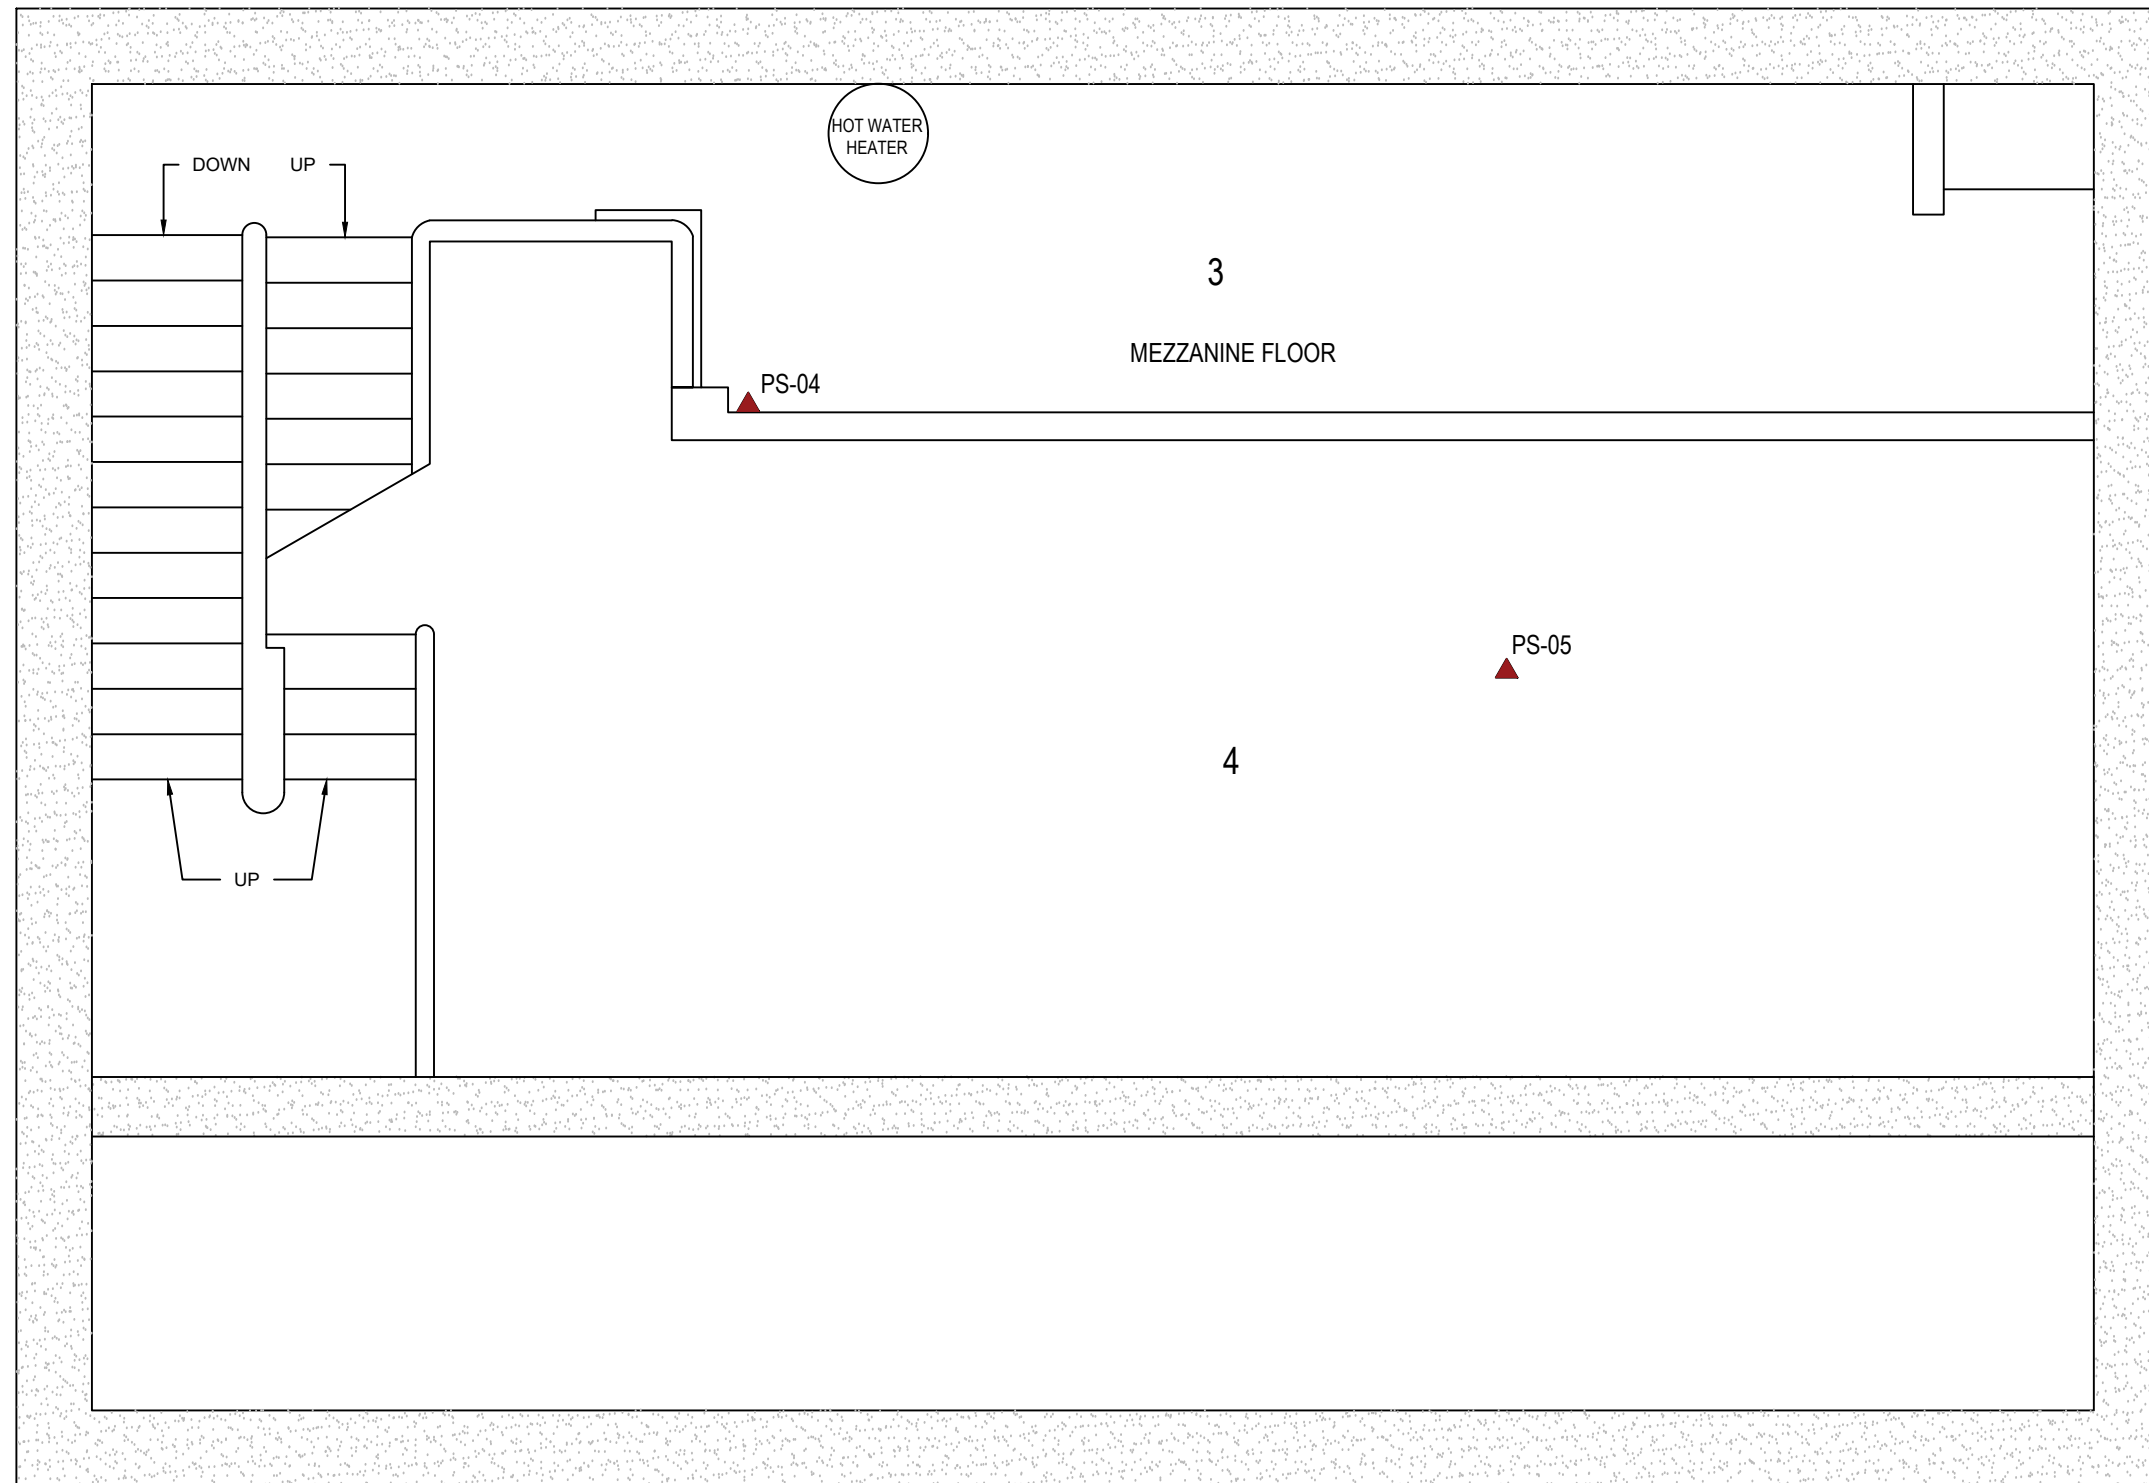 HOT WATER
HEATER
DOWN
UP
3
MEZZANINE FLOOR
PS-04
PS-05
4
UP